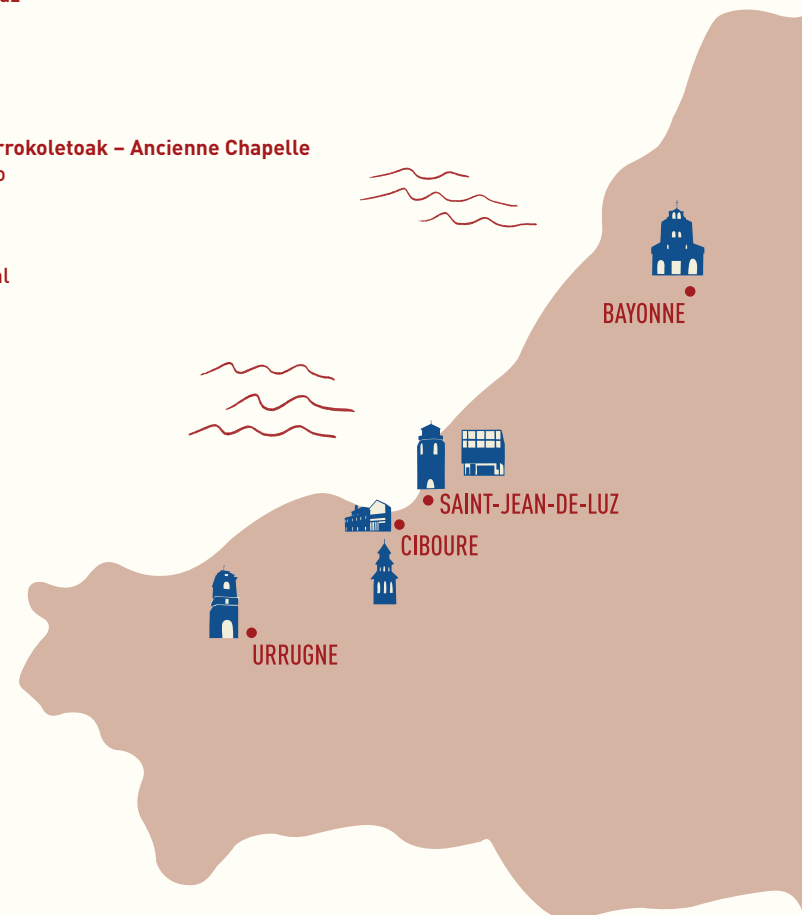 rrokoletoak – Ancienne Chapelle
BAYONNE
SAINT-JEAN-DE-LUZ
CIBOURE
URRUGNE